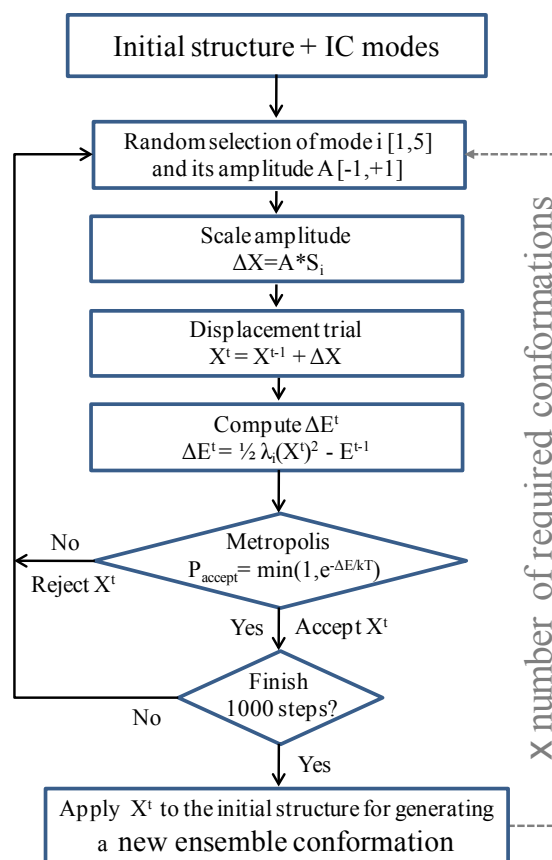 Initial structure + IC modes
Random selection of mode i [1,5]
and its amplitude A [-1,+1]
Scale amplitude
ΔX=A*Sᵢ
Displacement trial
Xᵗ = Xᵗ⁻¹ + ΔX
Compute ΔEᵗ
ΔEᵗ = ½ λᵢ(Xᵗ)² - Eᵗ⁻¹
No
Reject Xᵗ
Metropolis
P_accept = min(1,e^-ΔE/kT)
Yes Accept Xᵗ
Finish
1000 steps?
No
Yes
Apply Xᵗ to the initial structure for generating
a new ensemble conformation
X number of required conformations